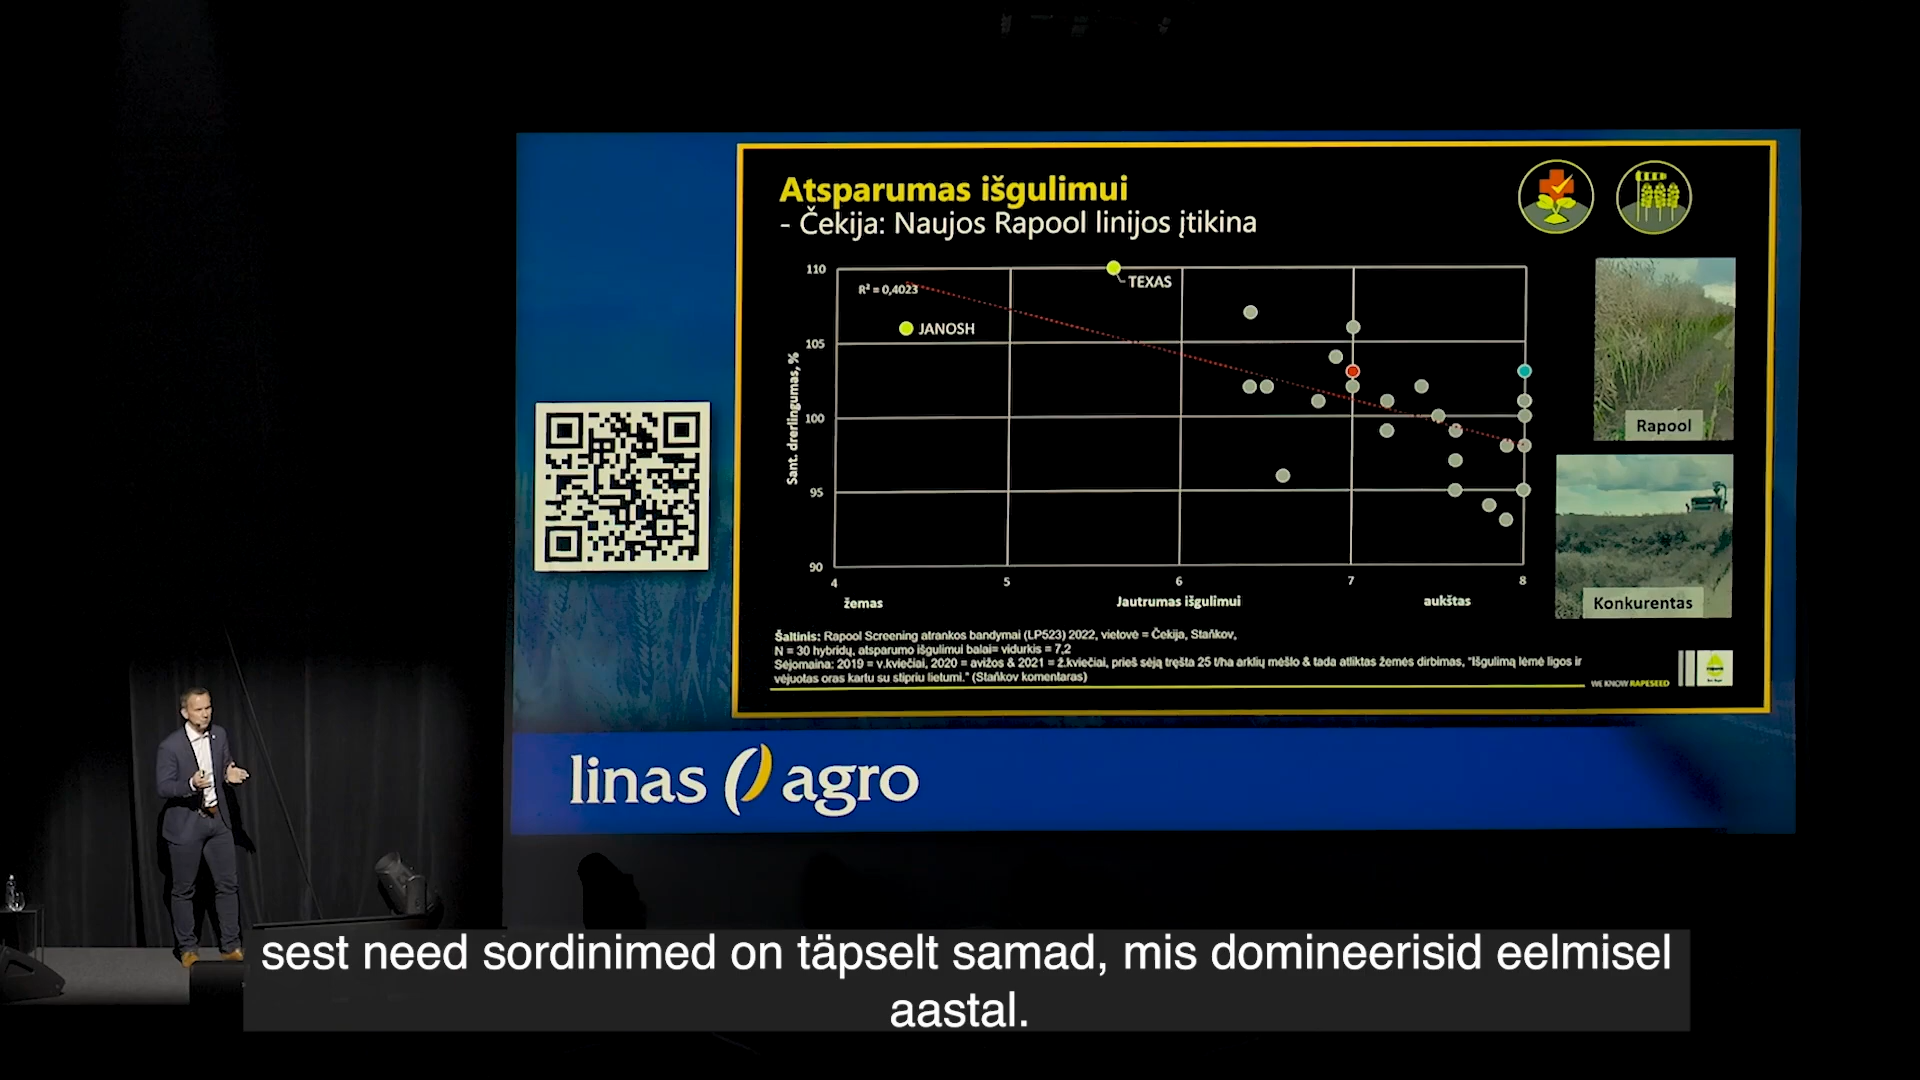 Atsparumas išgulimui
- Čekija: Naujos Rapool linijos įtikina
110
105
100
95
90
Sant. drerlingumas, %
R² = 0,4023
TEXAS
JANOSH
4
5
6
7
8
žemas
Jautrumas išgulimui
aukštas
Rapool
Konkurentas
Šaltinis: Rapool Screening atrankos bandymai (LP523) 2022, vietovė = Čekija, Staňkov,
N = 30 hybridų, atsparumo išgulimui balai= vidurkis = 7,2
Sėjomaina: 2019 = v.kviečiai, 2020 = avižos & 2021 = ž.kviečiai, prieš sėją tręšta 25 t/ha arklių mėšlo & tada atliktas žemės dirbimas, "Išgulimą lėmė ligos ir
vėjuotas oras kartu su stipriu lietumi." (Staňkov komentaras)
WE KNOW RAPESEED
linas agro
sest need sordinimed on täpselt samad, mis domineerisid eelmisel
aastal.